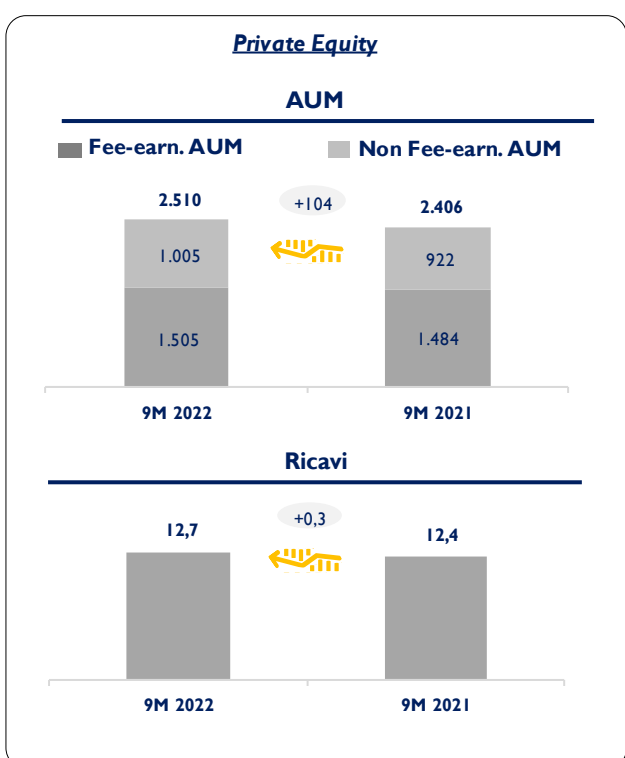 Private Equity
AUM
Fee-earn. AUM
Non Fee-earn. AUM
2.510
+104
2.406
1.005
922
1.505
1.484
9M 2022
9M 2021
Ricavi
12,7
+0,3
12,4
9M 2022
9M 2021